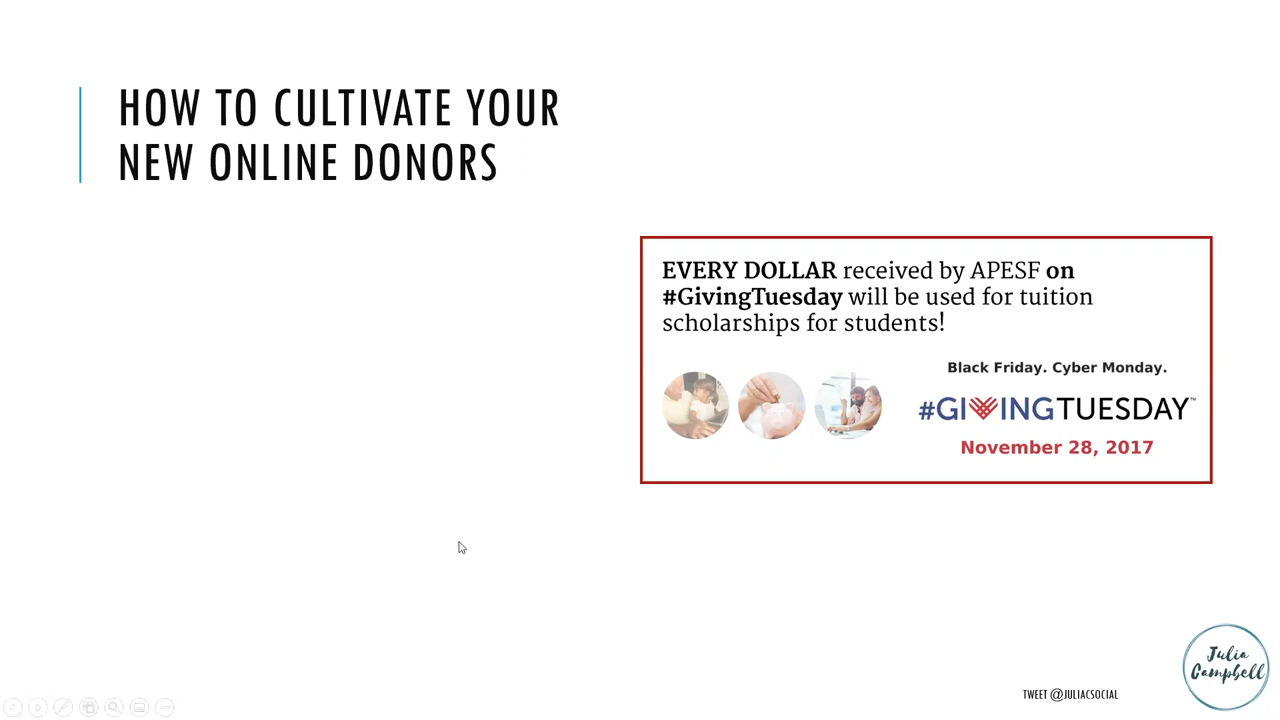 HOW TO CULTIVATE YOUR
NEW ONLINE DONORS
EVERY DOLLAR received by APESF on
#GivingTuesday will be used for tuition
scholarships for students!
Black Friday. Cyber Monday.
#GIVINGTUESDAY™
November 28, 2017
TWEET @JULIACSOCIAL
Julia
Campbell